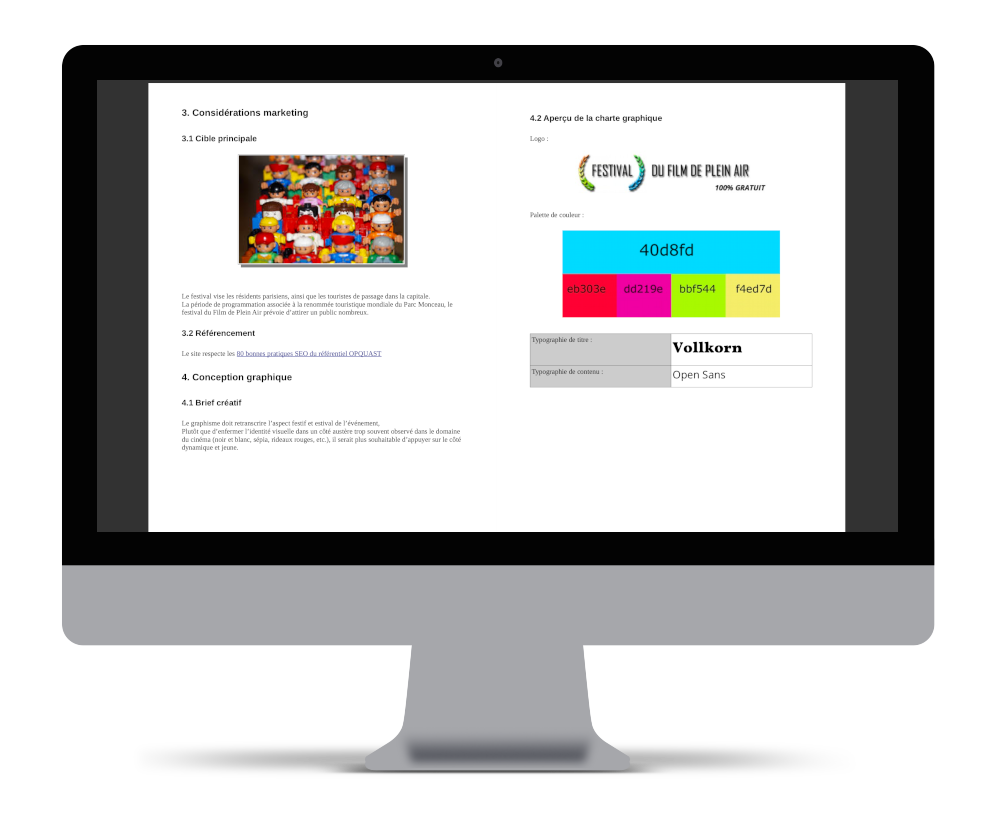 3. Considérations marketing
3.1 Cible principale
Le festival vise les résidents parisiens, ainsi que les touristes de passage dans la capitale.
La période de programmation associée à la renommée touristique mondiale du Parc Monceau, le
festival du Film de Plein Air prévoie d'attirer un public nombreux.
3.2 Référencement
Le site respecte les 80 bonnes pratiques SEO du référentiel OPQUAST
4. Conception graphique
4.1 Brief créatif
Le graphisme doit retranscrire l'aspect festif et estival de l'événement,
Plutôt que d'enfermer l'identité visuelle dans un côté austère trop souvent observé dans le domaine
du cinéma (noir et blanc, sépia, rideaux rouges, etc.), il serait plus souhaitable d'appuyer sur le côté
dynamique et jeune.
4.2 Aperçu de la charte graphique
Logo :
FESTIVAL DU FILM DE PLEIN AIR
100% GRATUIT
Palette de couleur :
40d8fd
eb303e dd219e bbf544 f4ed7d
Typographie de titre : Vollkorn
Typographie de contenu : Open Sans